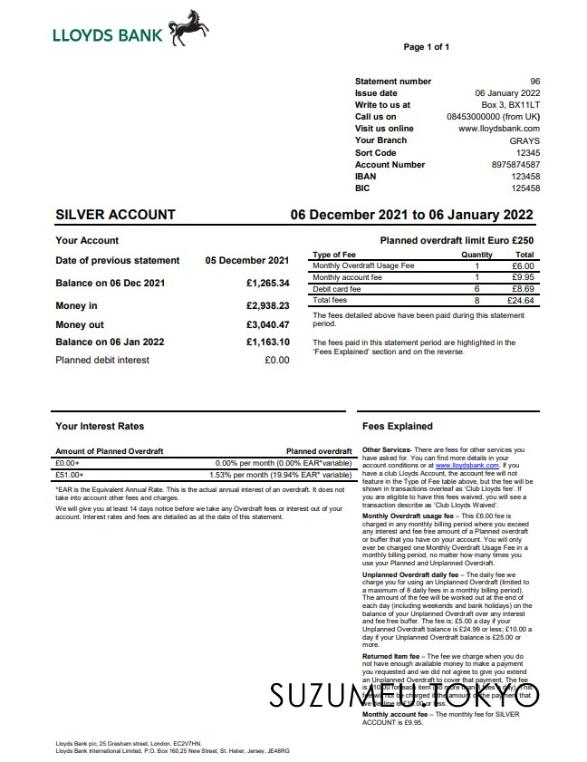 LLOYDS BANK
Page 1 of 1
Statement number 96
Issue date 06 January 2022
Write to us at Box 3, BX11LT
Call us on 08453000000 (from UK)
Visit us online www.lloydsbank.com
Your Branch GRAYS
Sort Code 12345
Account Number 8975874587
IBAN 123458
BIC 125458
SILVER ACCOUNT 06 December 2021 to 06 January 2022
Your Account
Date of previous statement 05 December 2021
Balance on 06 Dec 2021 £1,265.34
Money in £2,938.23
Money out £3,040.47
Balance on 06 Jan 2022 £1,163.10
Planned debit interest £0.00
Planned overdraft limit Euro £250
Type of Fee Quantity Total
Monthly Overdraft Usage Fee 1 £6.00
Monthly account fee 1 £9.95
Debit card fee 6 £8.69
Total fees 8 £24.64
The fees detailed above have been paid during this statement
period.
The fees paid in this statement period are highlighted in the
'Fees Explained' section and on the reverse.
Your Interest Rates
Amount of Planned Overdraft Planned overdraft
£0.00+ 0.00% per month (0.00% EAR*variable)
£51.00+ 1.53% per month (19.94% EAR*variable)
*EAR is the Equivalent Annual Rate. This is the actual annual interest of an overdraft. It does not
take into account other fees and charges.
We will give you at least 14 days notice before we take any Overdraft fees or interest out of your
account. Interest rates and fees are detailed as at the date of this statement.
Fees Explained
Other Services- There are fees for other services you
have asked for. You can find more details in your
account conditions or at www.lloydsbank.com. If you
have a club Lloyds Account, the account fee will not
feature in the Type of Fee table above, but the fee will be
shown in transactions overleaf as 'Club Lloyds fee'. If
you are eligible to have this fees waived, you will see a
transaction describe as 'Club Lloyds Waived'.
Monthly Overdraft usage fee – This £6.00 fee is
charged in any monthly billing period where you exceed
any interest and fee free amount of a Planned overdraft
or buffer that you have on your account. You will only
ever be charged one Monthly Overdraft Usage Fee in a
monthly billing period, no matter how many times you
use your Planned and Unplanned Overdraft.
Unplanned Overdraft daily fee – The daily fee we
charge you for using an Unplanned Overdraft (limited to
a maximum of 8 daily fees in a monthly billing period).
The amount of the fee will be worked out at the end of
each day (including weekends and bank holidays) on the
balance of your Unplanned Overdraft above an interest
and fee free buffer. The fee is; £5.00 a day if your
Unplanned Overdraft balance is £24.99 or less; £10.00 a
day if your Unplanned Overdraft balance is £25.00 or
more.
Returned Item fee – The fee we charge when you do
not have enough available money to make a payment
you requested and we did not agree to give you extend
an Unplanned Overdraft to cover that payment. The fee
SUZUMEU.TOKYO
Monthly account fee – The monthly fee for SILVER
ACCOUNT is £9.95.
Lloyds Bank plc, 25 Gresham street, London, EC2V7HN.
Lloyds Bank International Limited, P.O. Box 160,25 New Street, St. Helier, Jersey, JE48RG